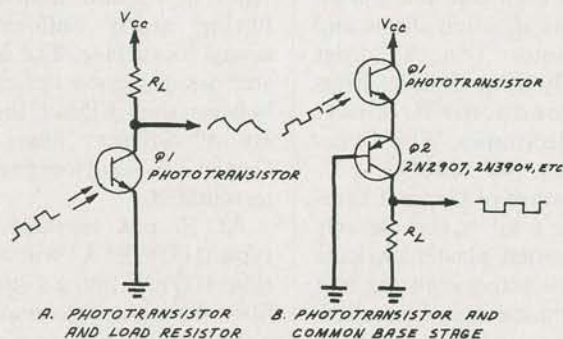 Vcc
RL
Q1
PHOTOTRANSISTOR
A. PHOTOTRANSISTOR
AND LOAD RESISTOR
Vcc
Q1
PHOTOTRANSISTOR
Q2
2N2907, 2N3904, ETC
RL
B. PHOTOTRANSISTOR AND
COMMON BASE STAGE